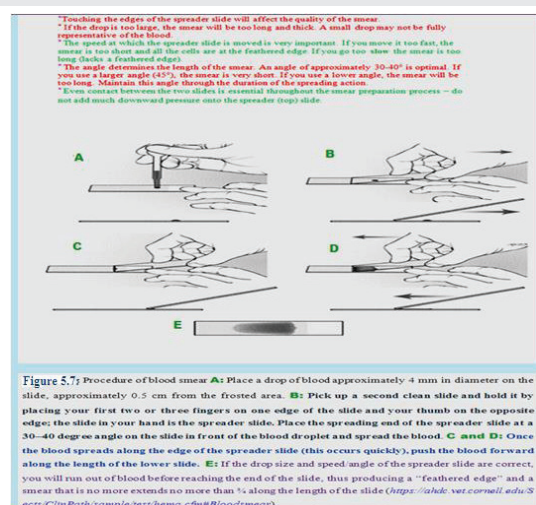 *Touching the edges of the spreader slide will affect the quality of the smear.
*If the drop is too large, the smear will be too long and thick. A small drop may not be fully
representative of the blood.
*The speed at which the spreader slide is moved is very important. If you move it too fast, the
smear is too short and all the cells are at the feathered edge. If you go too slow the smear is too
long (lacks a feathered edge).
*The angle determines the length of the smear. An angle of approximately 30-40° is optimal. If
you use a larger angle (45°), the smear is very short. If you use a lower angle, the smear will be
too long. Maintain this angle through the duration of the spreading action.
*Even contact between the two slides is essential throughout the smear preparation process – do
not add much downward pressure onto the spreader (top) slide.
A
B
C
D
E
Figure 5.7: Procedure of blood smear A: Place a drop of blood approximately 4 mm in diameter on the
slide, approximately 0.5 cm from the frosted area. B: Pick up a second clean slide and hold it by
placing your first two or three fingers on one edge of the slide and your thumb on the opposite
edge; the slide in your hand is the spreader slide. Place the spreading end of the spreader slide at a
30–40 degree angle on the slide in front of the blood droplet and spread the blood. C and D: Once
the blood spreads along the edge of the spreader slide (this occurs quickly), push the blood forward
along the length of the lower slide. E: If the drop size and speed/angle of the spreader slide are correct,
you will run out of blood before reaching the end of the slide, thus producing a "feathered edge" and a
smear that is no more extends no more than ¾ along the length of the slide (https://ahdc.vet.cornell.edu/S
ects/ClinPath/sample/test/hema.cfm#Bloodsmear)